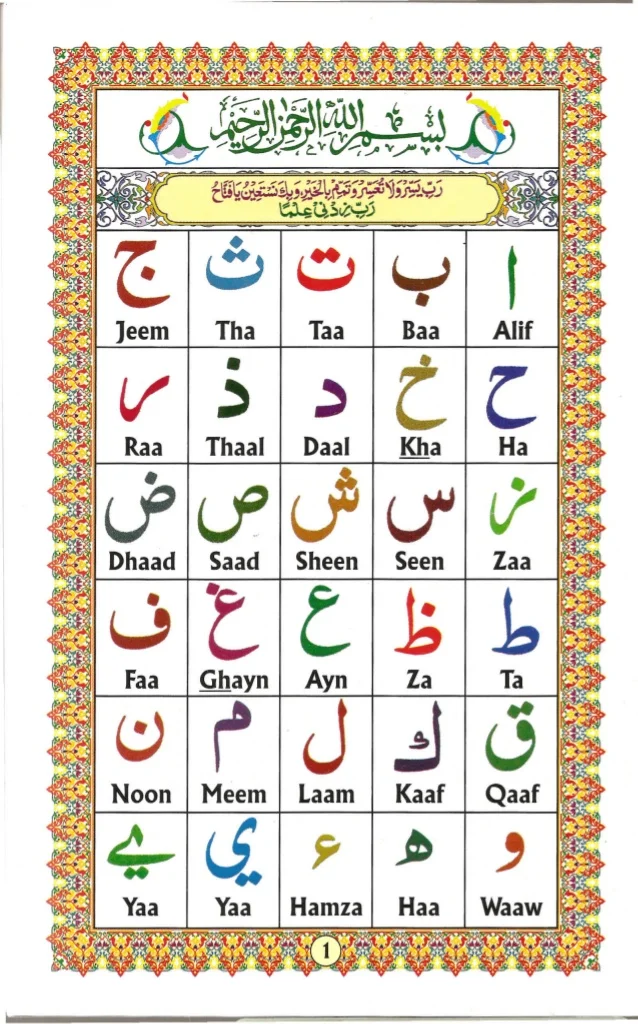 بِسْمِ اللّٰهِ الرَّحْمٰنِ الرَّحِيْمِ
رَبِّ يَسِّرْ وَلَا تُعَسِّرْ وَتَمِّمْ بِالْخَيْرِ وَبِكَ نَسْتَعِيْنُ يَا فَتَّاحُ
رَبِّ زِدْنِيْ عِلْمًا
ا ب ت ث ج
Alif Baa Taa Tha Jeem
ح خ د ذ ر
Ha Kha Daal Thaal Raa
ز س ش ص ض
Zaa Seen Sheen Saad Dhaad
ط ظ ع غ ف
Ta Za Ayn Ghayn Faa
ق ك ل م ن
Qaaf Kaaf Laam Meem Noon
و ه ء ي ے
Waaw Haa Hamza Yaa Yaa
1